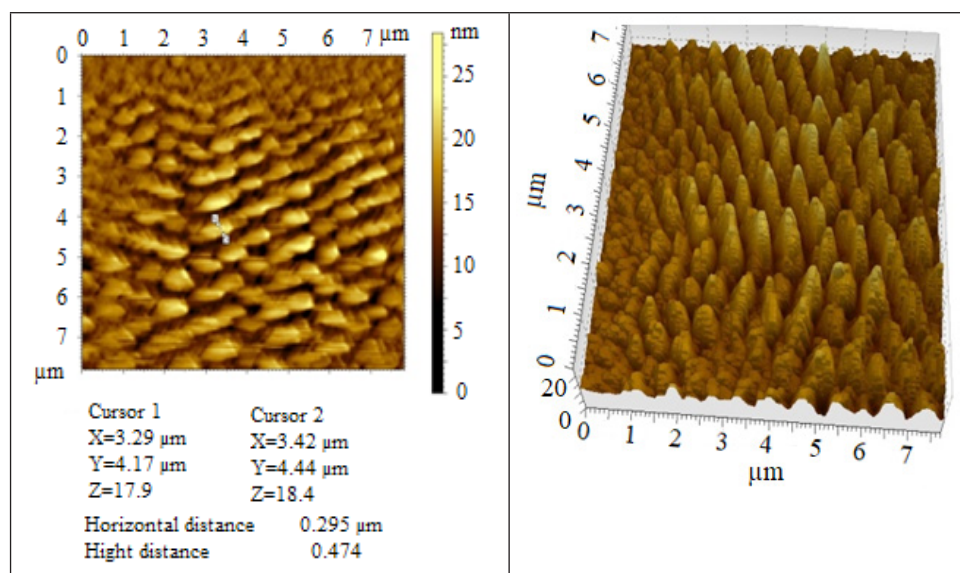 0 1 2 3 4 5 6 7 µm
nm
0
1
2
3
4
5
6
7
µm
25
20
15
10
5
0
Cursor 1
X=3.29 µm
Y=4.17 µm
Z=17.9
Cursor 2
X=3.42 µm
Y=4.44 µm
Z=18.4
Horizontal distance 0.295 µm
Hight distance 0.474
7
6
5
4
3
2
1
0
µm
20
0
0 1 2 3 4 5 6 7
µm